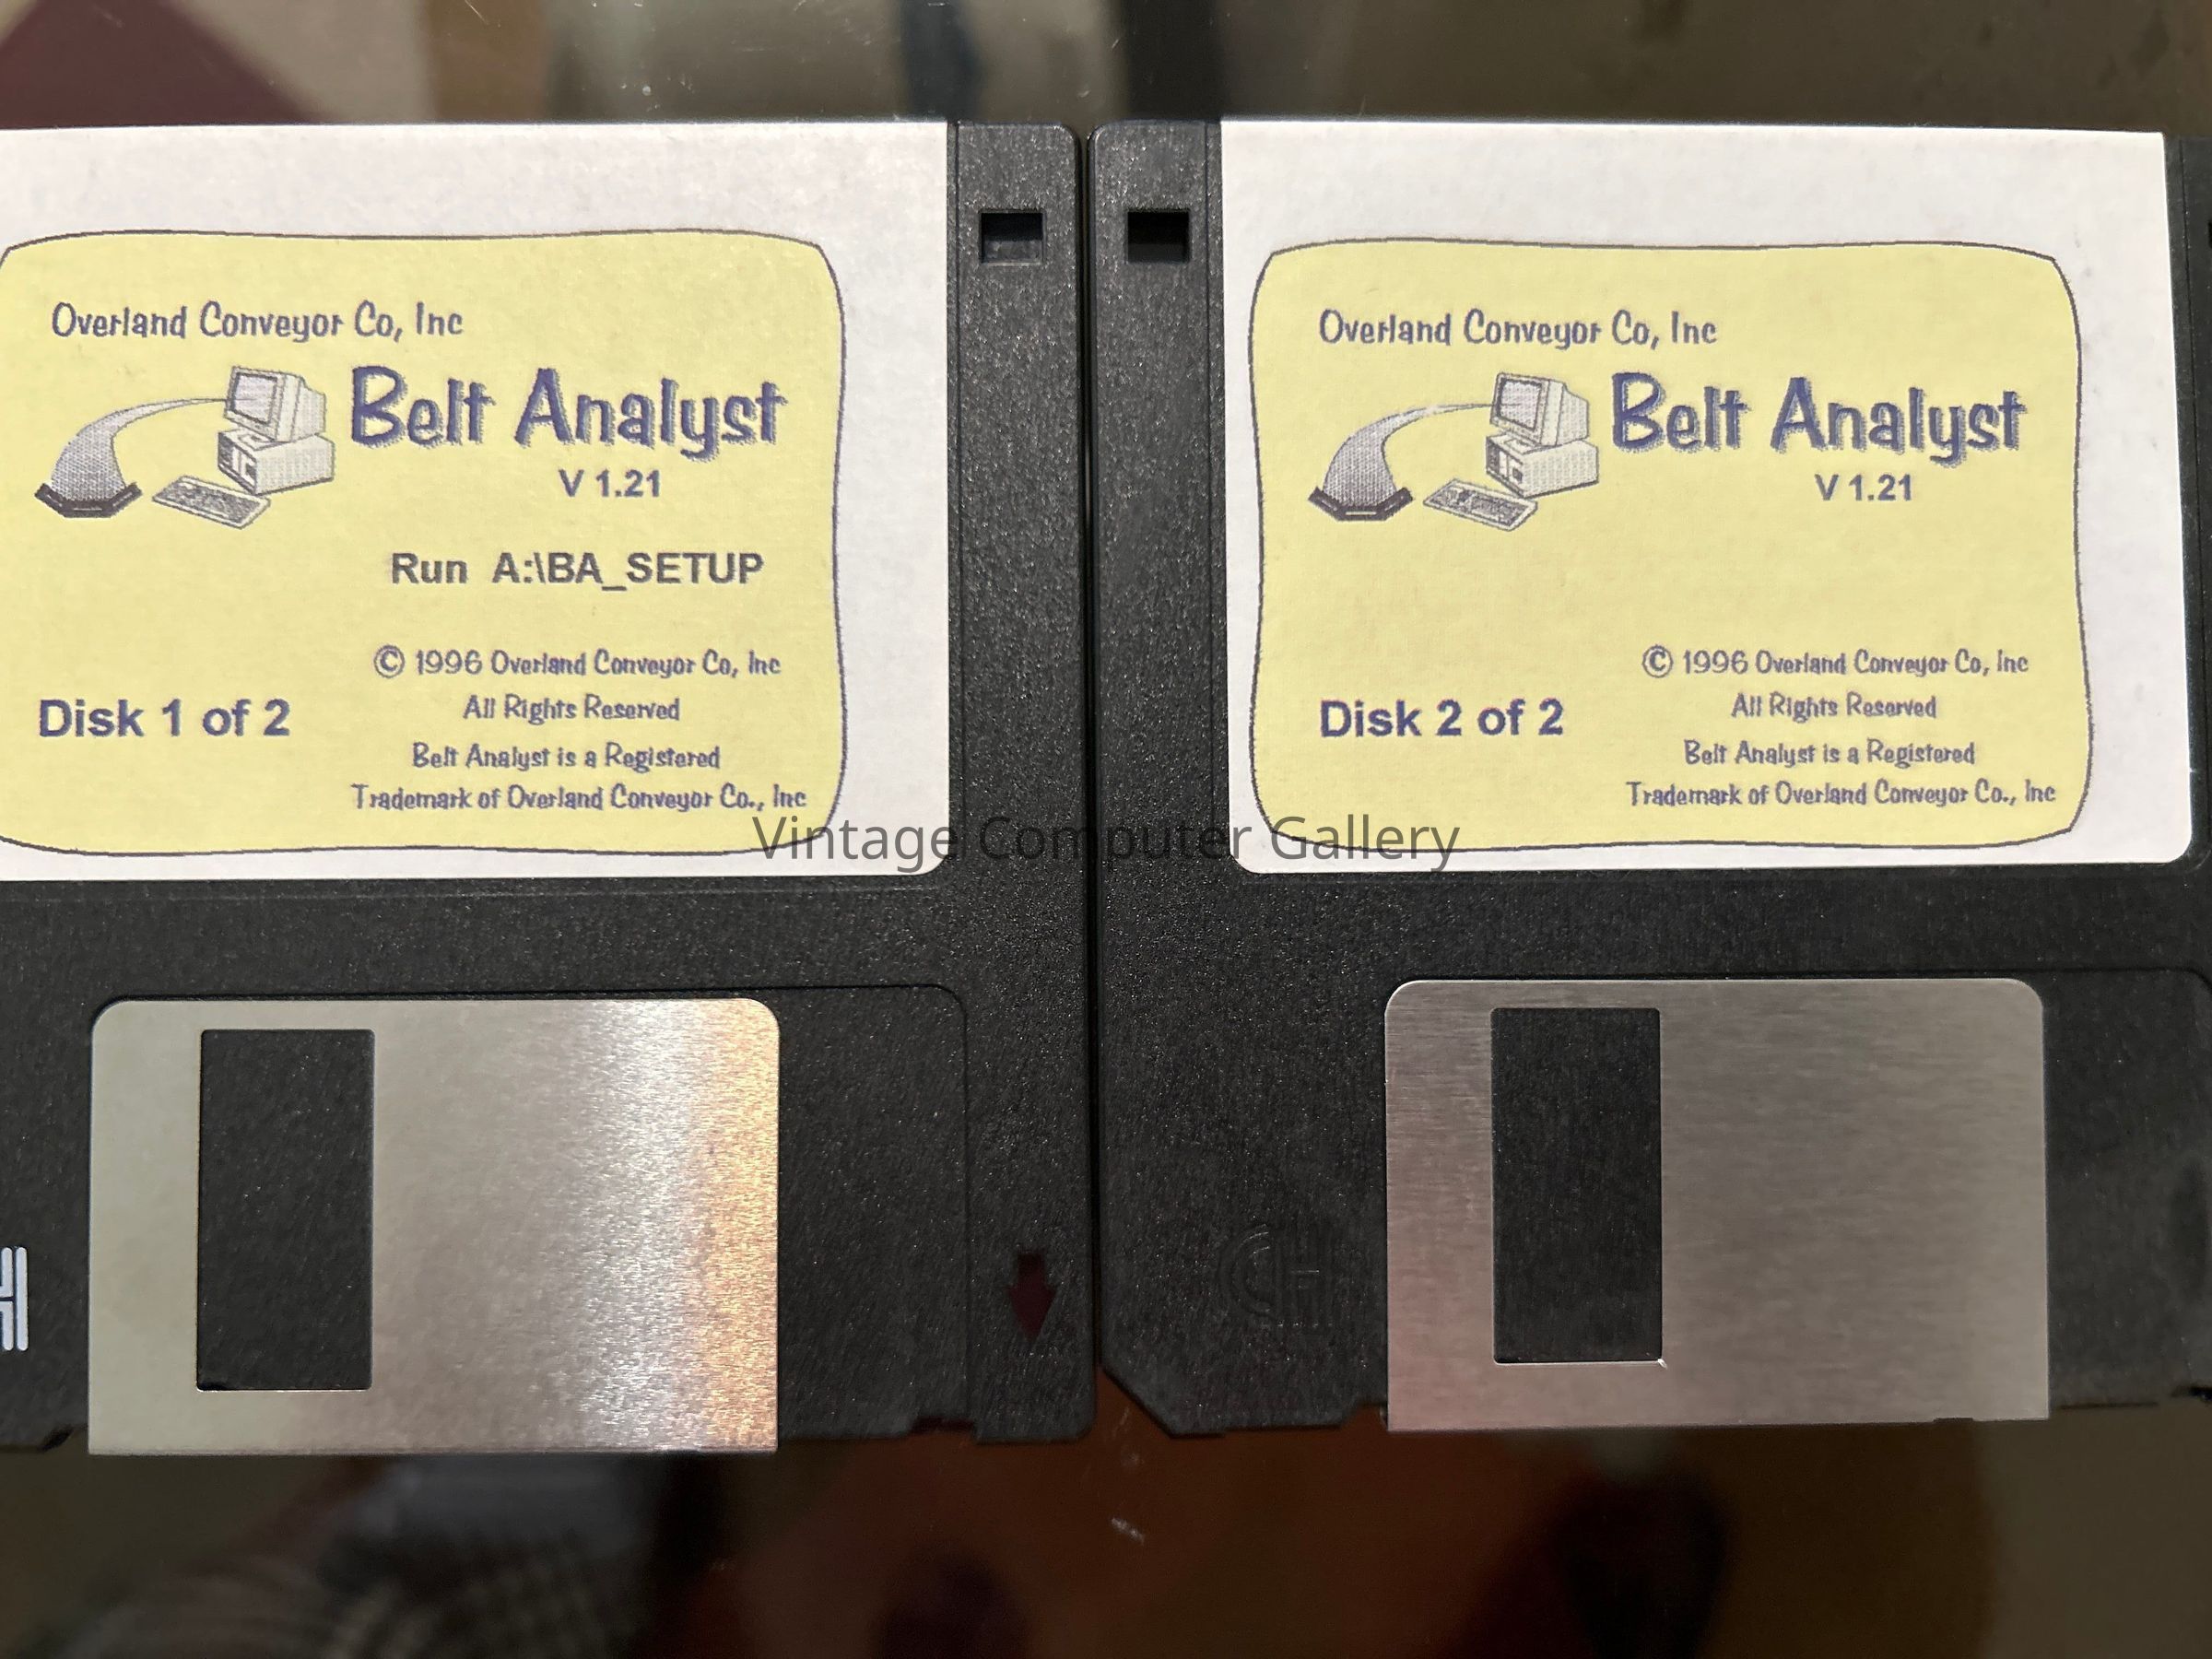 Overland Conveyor Co, Inc
Belt Analyst
V 1.21
Run A:\BA_SETUP
© 1996 Overland Conveyor Co, Inc
All Rights Reserved
Disk 1 of 2
Belt Analyst is a Registered
Trademark of Overland Conveyor Co., Inc
Overland Conveyor Co, Inc
Belt Analyst
V 1.21
© 1996 Overland Conveyor Co, Inc
All Rights Reserved
Disk 2 of 2
Belt Analyst is a Registered
Trademark of Overland Conveyor Co., Inc
Vintage Computer Gallery
H